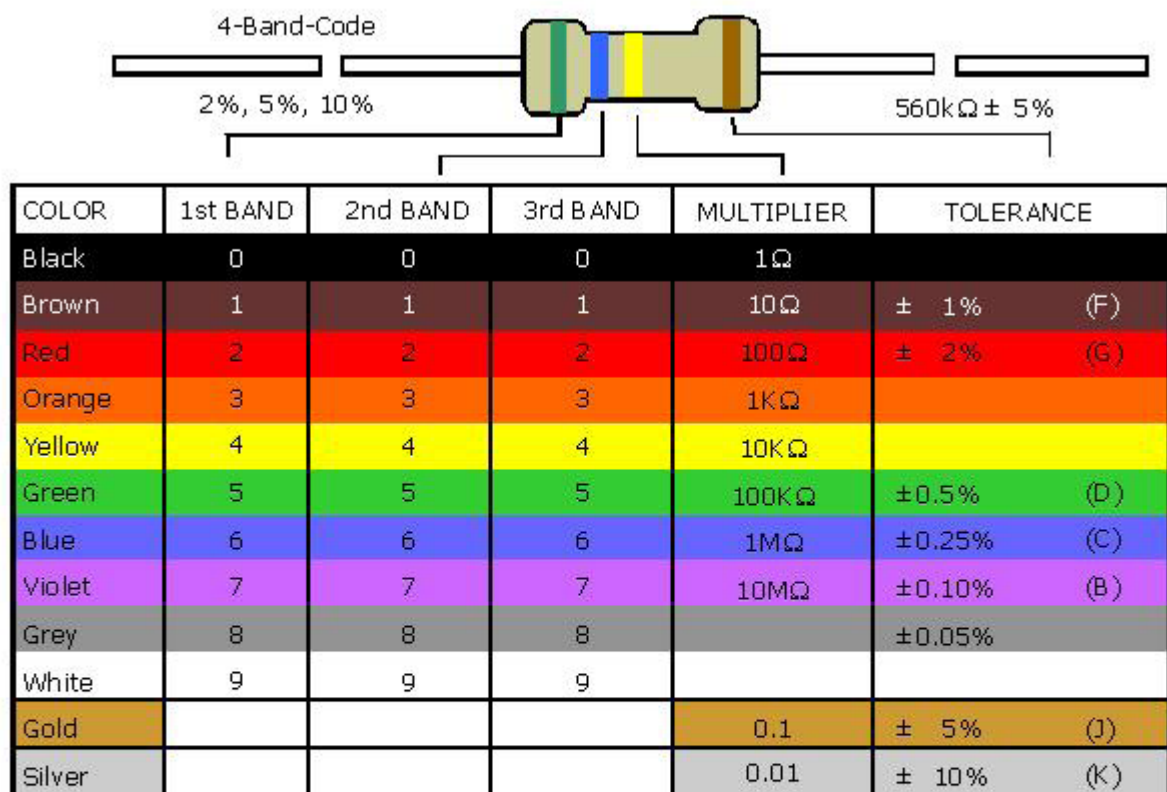 4-Band-Code
2%, 5%, 10%
560kΩ ± 5%
COLOR 1st BAND 2nd BAND 3rd BAND MULTIPLIER TOLERANCE
Black 0 0 0 1Ω
Brown 1 1 1 10Ω ± 1% (F)
Red 2 2 2 100Ω ± 2% (G)
Orange 3 3 3 1KΩ
Yellow 4 4 4 10KΩ
Green 5 5 5 100KΩ ±0.5% (D)
Blue 6 6 6 1MΩ ±0.25% (C)
Violet 7 7 7 10MΩ ±0.10% (B)
Grey 8 8 8 ±0.05%
White 9 9 9
Gold 0.1 ± 5% (J)
Silver 0.01 ± 10% (K)